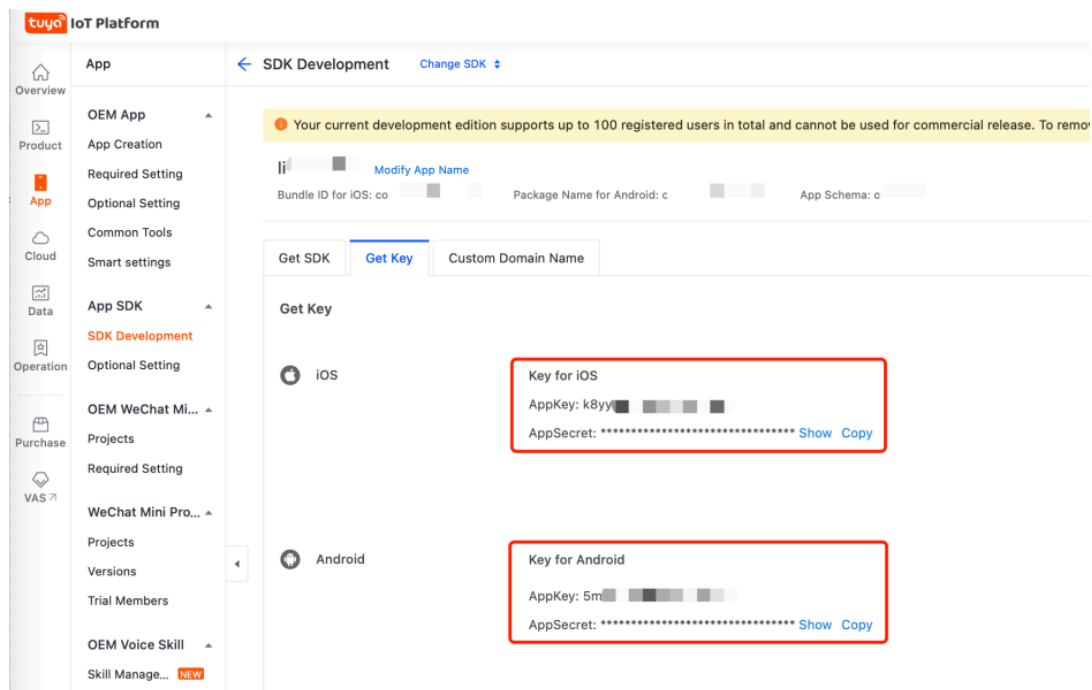 tuya IoT Platform
Overview
Product
App
Cloud
Data
Operation
Purchase
VAS
App
OEM App
App Creation
Required Setting
Optional Setting
Common Tools
Smart settings
App SDK
SDK Development
Optional Setting
OEM WeChat Mi...
Projects
Required Setting
WeChat Mini Pro...
Projects
Versions
Trial Members
OEM Voice Skill
Skill Manage... NEW
SDK Development Change SDK
Your current development edition supports up to 100 registered users in total and cannot be used for commercial release. To remov
li Modify App Name
Bundle ID for iOS: co Package Name for Android: c App Schema: o
Get SDK Get Key Custom Domain Name
Get Key
iOS
Key for iOS
AppKey: k8yy
AppSecret: ******************************** Show Copy
Android
Key for Android
AppKey: 5m
AppSecret: ******************************** Show Copy